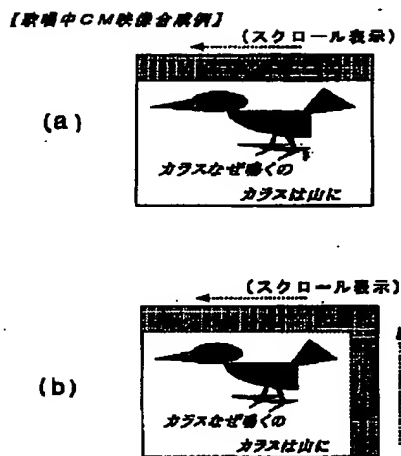 【歌唱中CM映像合成例】
(スクロール表示)
(a)
カラスなぜ鳴くの
カラスは山に
(スクロール表示)
(b)
カラスなぜ鳴くの
カラスは山に